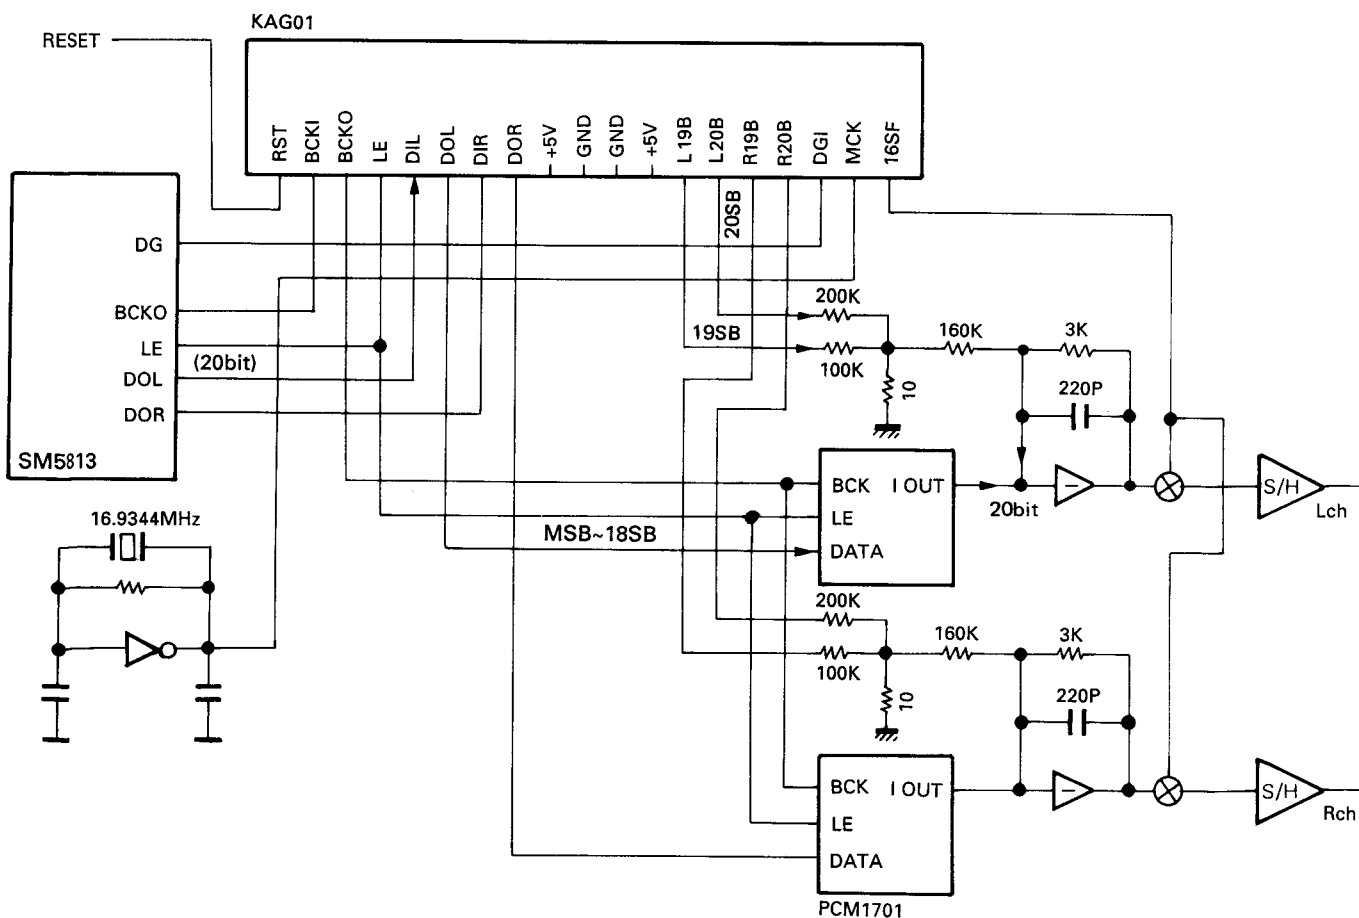 KAG01
RESET
RST
BCKI
BCKO
LE
DIL
DOL
DIR
DOR
+5V
GND
GND
+5V
L19B
L20B
R19B
R20B
DGI
MCK
16SF
20SB
DG
BCKO
LE
(20bit)
DOL
DOR
SM5813
200K
19SB
100K
160K
3K
10
220P
BCK
I OUT
LE
DATA
20bit
MSB~18SB
S/H
Lch
16.9344MHz
200K
100K
160K
3K
10
220P
BCK
I OUT
LE
DATA
PCM1701
S/H
Rch